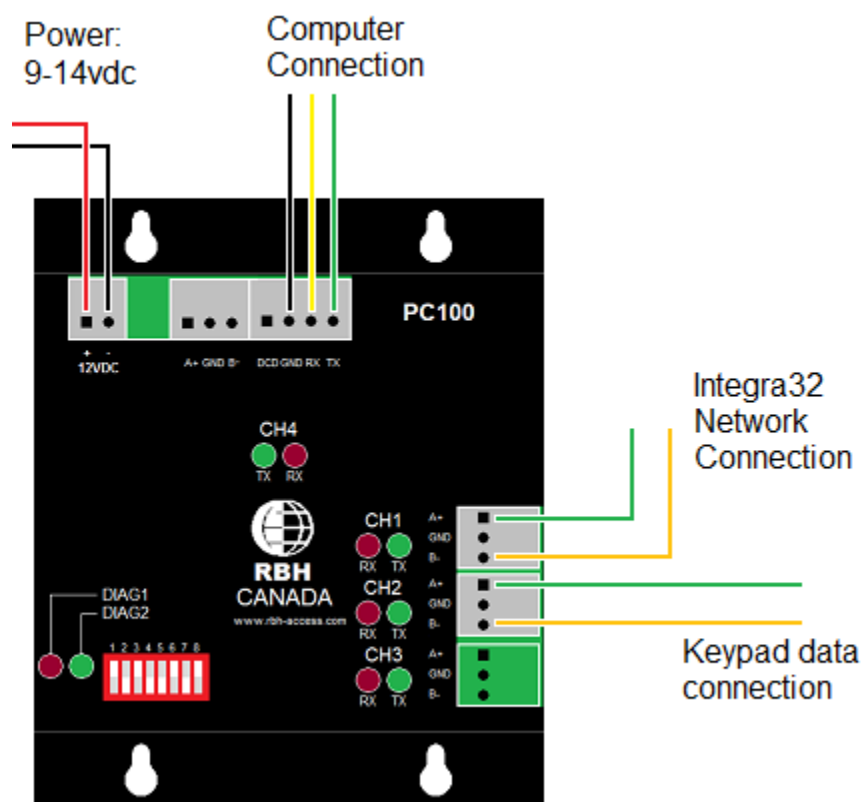 Power:
9-14vdc
Computer
Connection
PC100
+ -
12VDC
A+ GND B-
DCD GND RX TX
Integra32
Network
Connection
CH4
TX RX
RBH
CANADA
www.rbh-access.com
CH1
RX TX
A+
GND
B-
CH2
RX TX
A+
GND
B-
CH3
RX TX
A+
GND
B-
Keypad data
connection
DIAG1
DIAG2
1 2 3 4 5 6 7 8